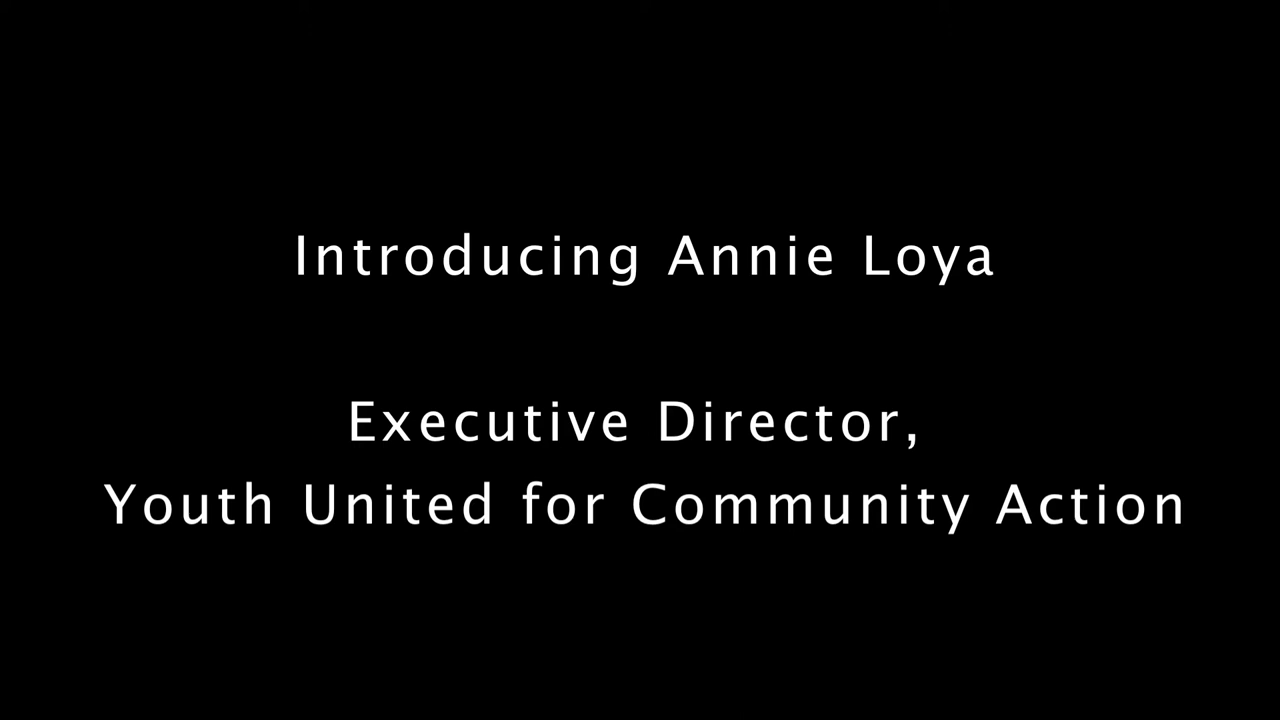 Introducing Annie Loya
Executive Director,
Youth United for Community Action